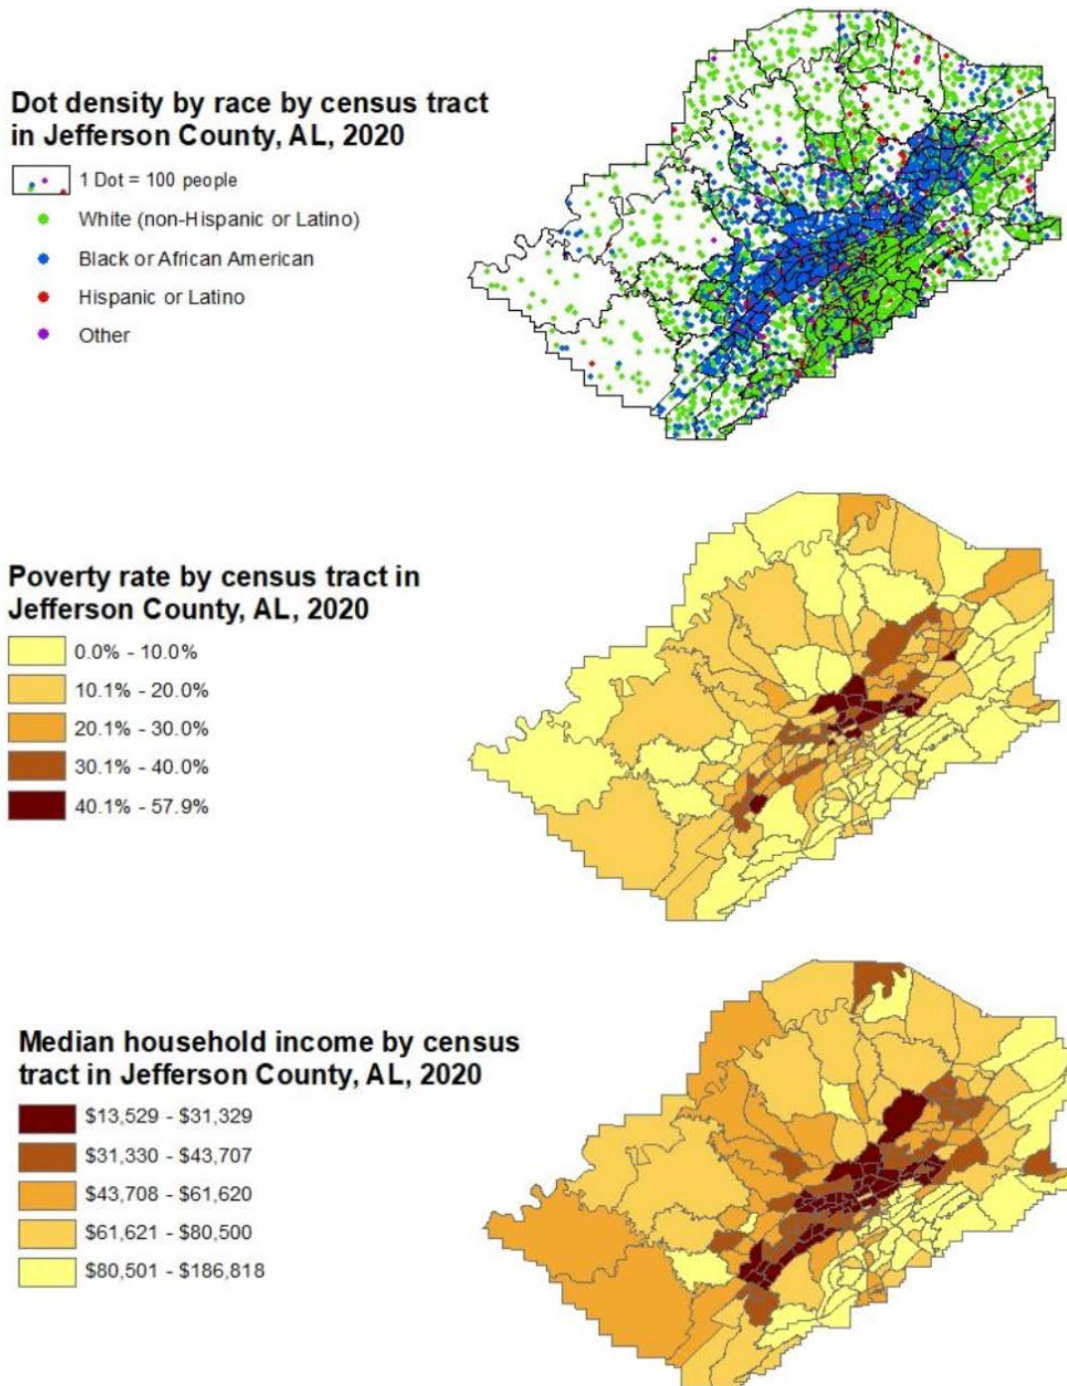 Dot density by race by census tract
in Jefferson County, AL, 2020
1 Dot = 100 people
White (non-Hispanic or Latino)
Black or African American
Hispanic or Latino
Other
Poverty rate by census tract in
Jefferson County, AL, 2020
0.0% - 10.0%
10.1% - 20.0%
20.1% - 30.0%
30.1% - 40.0%
40.1% - 57.9%
Median household income by census
tract in Jefferson County, AL, 2020
$13,529 - $31,329
$31,330 - $43,707
$43,708 - $61,620
$61,621 - $80,500
$80,501 - $186,818